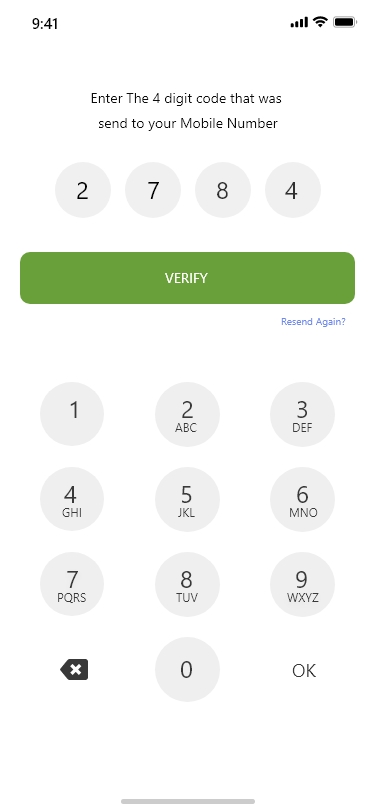 9:41
Enter The 4 digit code that was
send to your Mobile Number
2 7 8 4
VERIFY
Resend Again?
1 2 3
ABC DEF
4 5 6
GHI JKL MNO
7 8 9
PQRS TUV WXYZ
0 OK